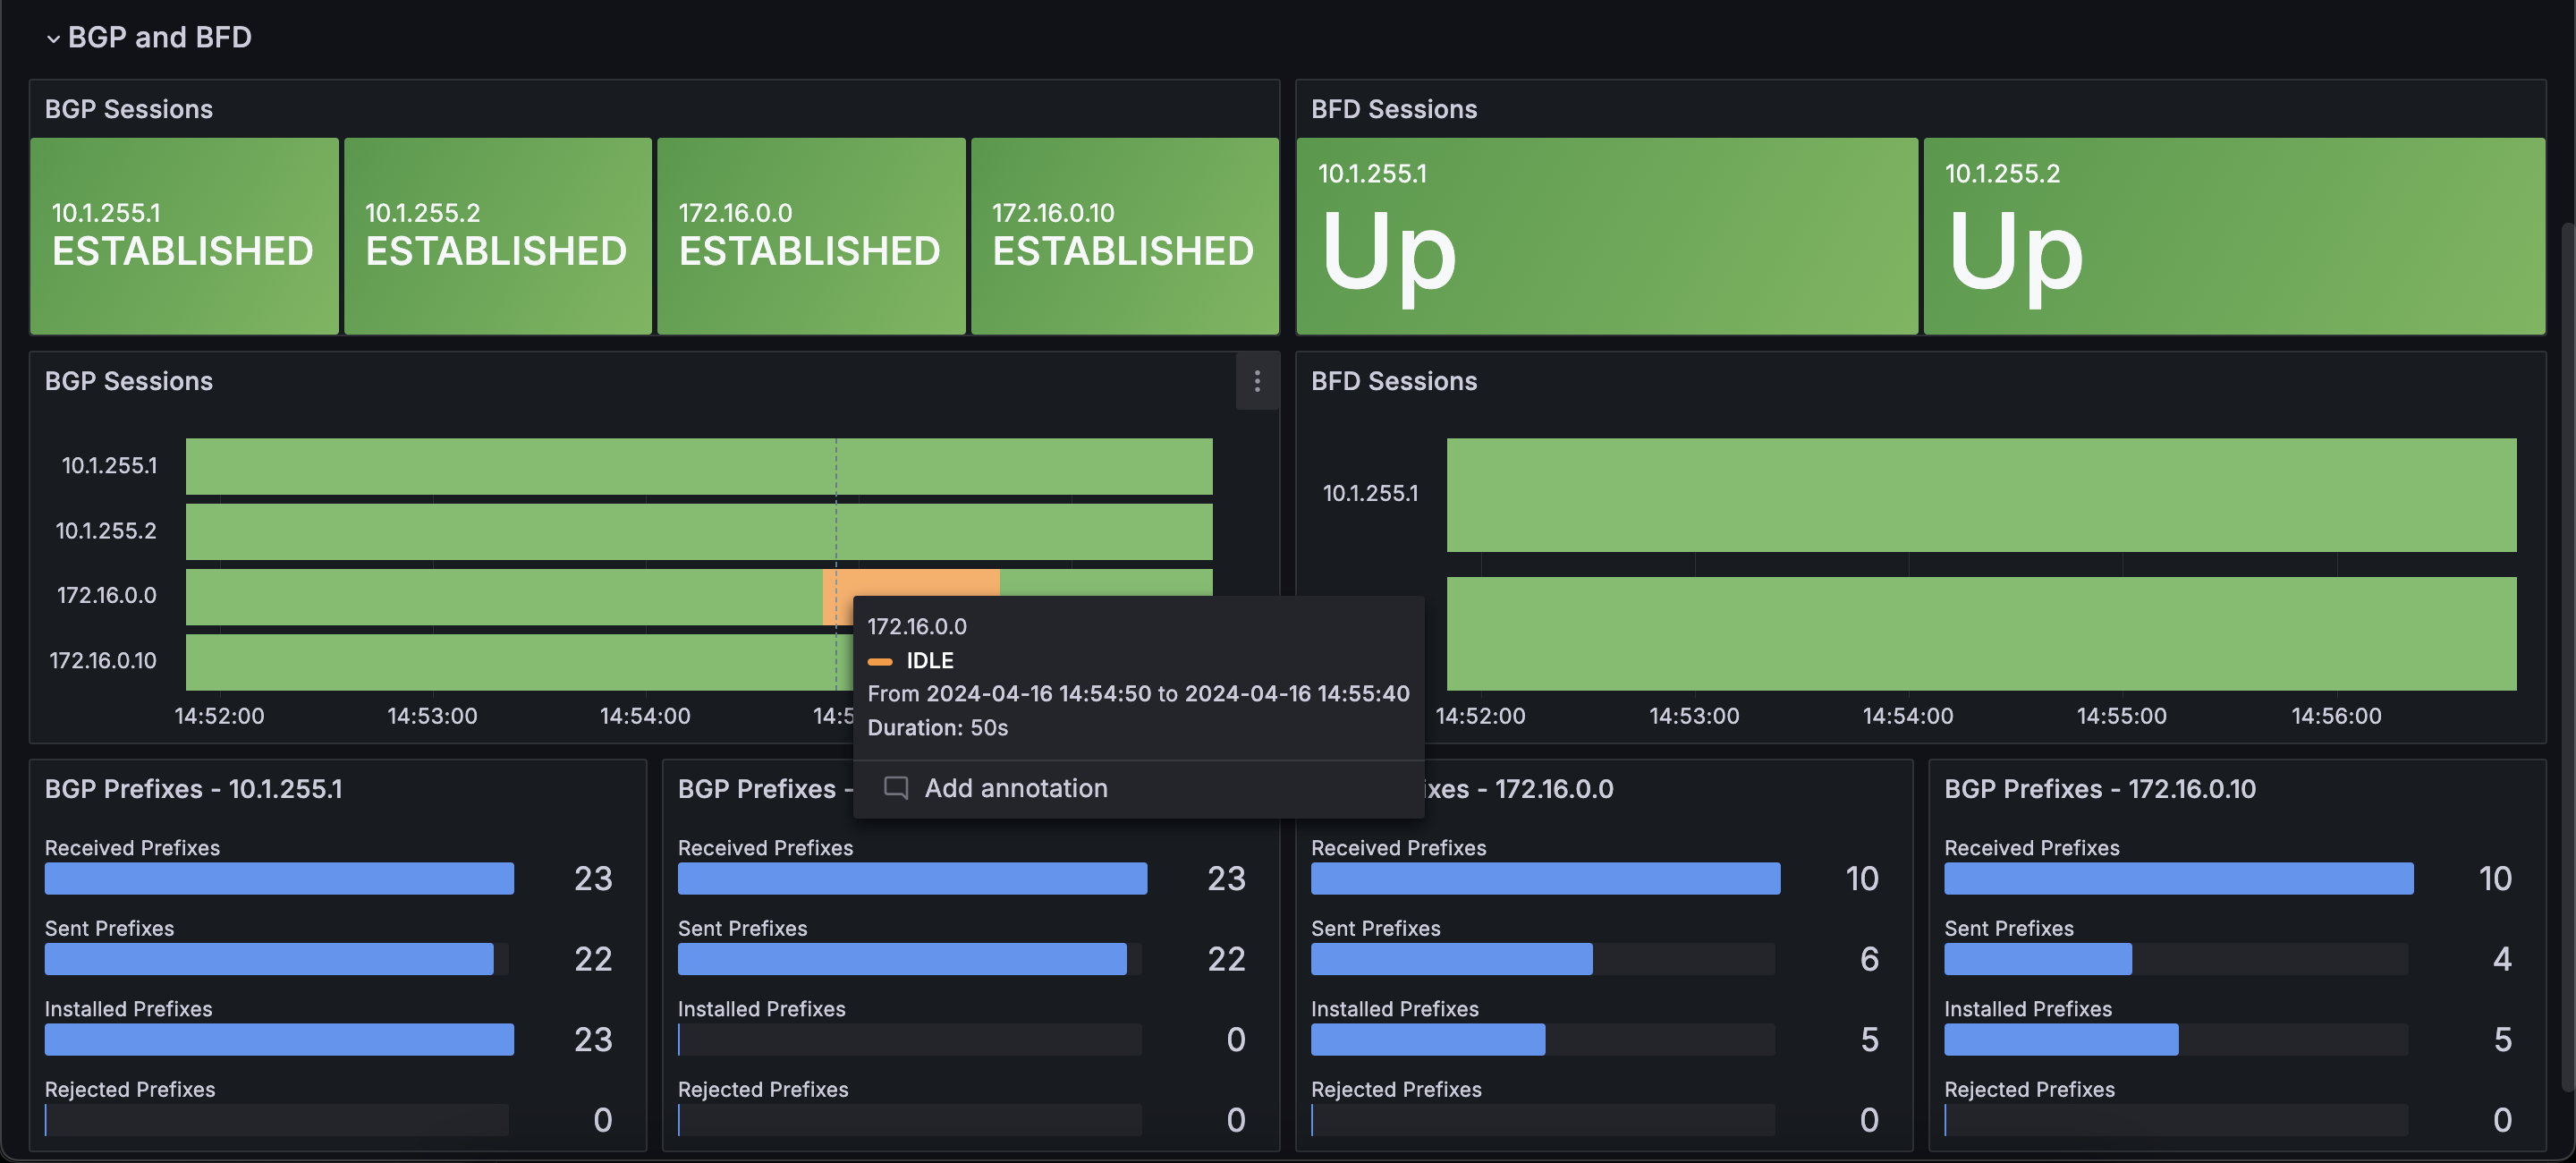 BGP and BFD
BGP Sessions
10.1.255.1
ESTABLISHED
10.1.255.2
ESTABLISHED
172.16.0.0
ESTABLISHED
172.16.0.10
ESTABLISHED
BFD Sessions
10.1.255.1
Up
10.1.255.2
Up
BGP Sessions
10.1.255.1
10.1.255.2
172.16.0.0
172.16.0.10
14:52:00 14:53:00 14:54:00 14:5
172.16.0.0
IDLE
From 2024-04-16 14:54:50 to 2024-04-16 14:55:40
Duration: 50s
Add annotation
BFD Sessions
10.1.255.1
14:52:00 14:53:00 14:54:00 14:55:00 14:56:00
BGP Prefixes - 10.1.255.1
Received Prefixes
23
Sent Prefixes
22
Installed Prefixes
23
Rejected Prefixes
0
BGP Prefixes -
Received Prefixes
23
Sent Prefixes
22
Installed Prefixes
0
Rejected Prefixes
0
ixes - 172.16.0.0
Received Prefixes
10
Sent Prefixes
6
Installed Prefixes
5
Rejected Prefixes
0
BGP Prefixes - 172.16.0.10
Received Prefixes
10
Sent Prefixes
4
Installed Prefixes
5
Rejected Prefixes
0